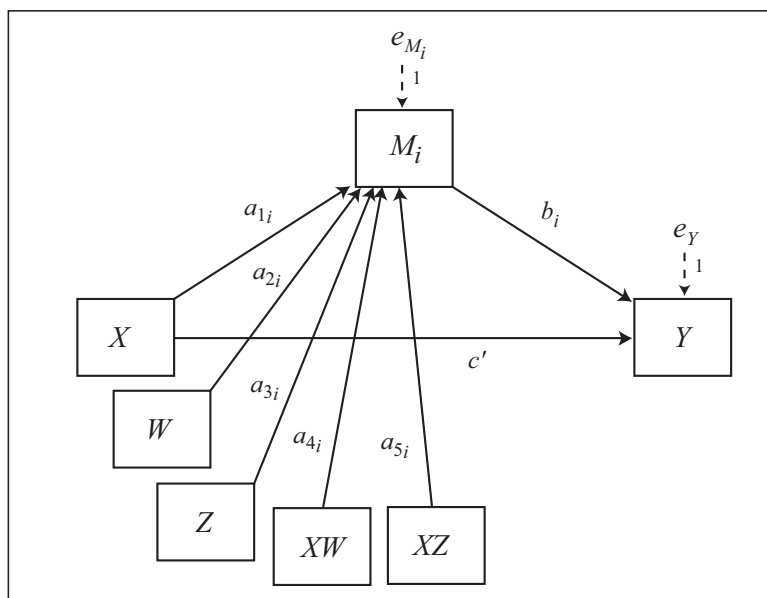 e_{M_i}
1
M_i
a_{1i}
b_i
e_Y
a_{2i}
1
X
Y
c'
a_{3i}
W
a_{4i}
a_{5i}
Z
XW
XZ